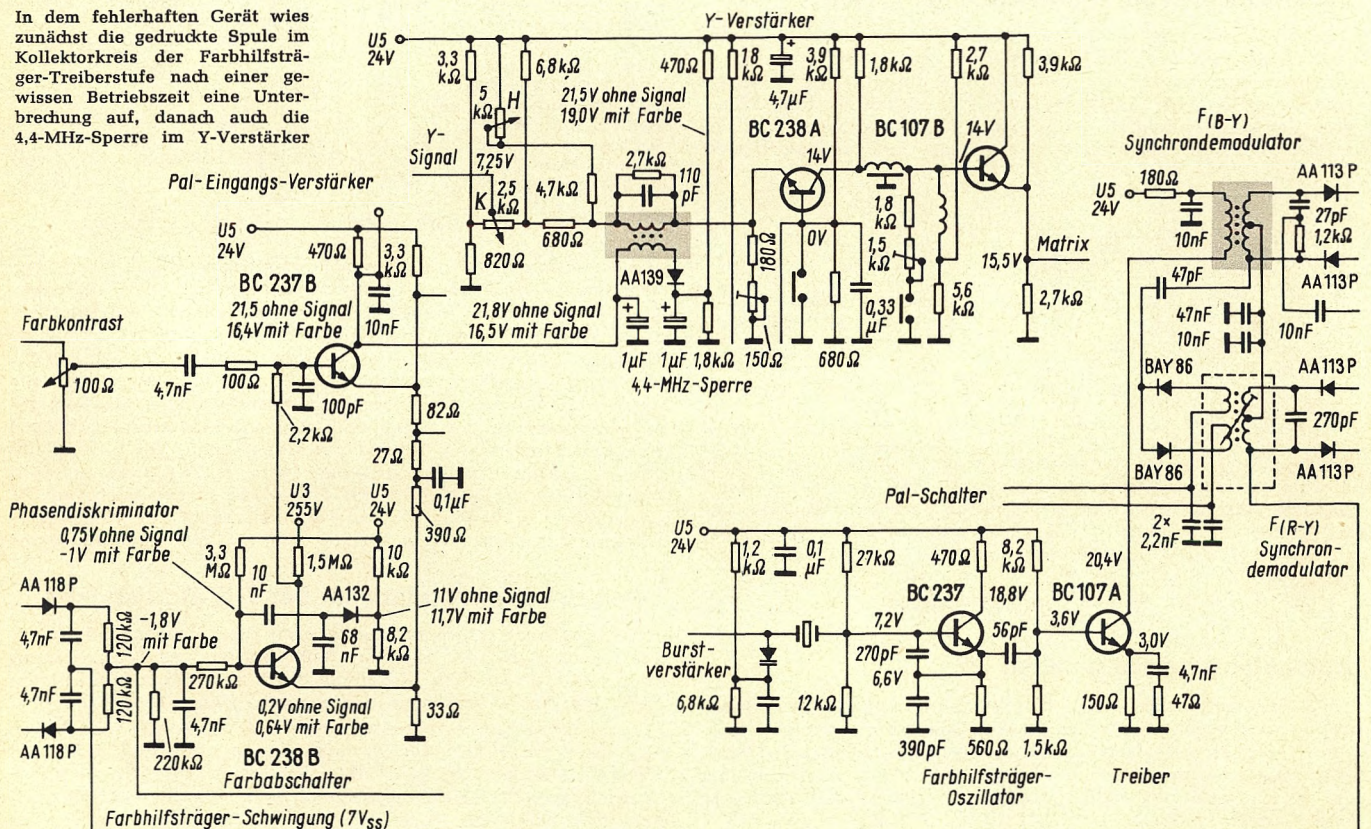 In dem fehlerhaften Gerät wies
zunächst die gedruckte Spule im
Kollektorkreis der Farbhilfsträ-
ger-Treiberstufe nach einer ge-
wissen Betriebszeit eine Unter-
brechung auf, danach auch die
4,4-MHz-Sperre im Y-Verstärker
Y-Verstärker
U5
24V
3,3
kΩ
5
kΩ
H
6,8kΩ
470Ω
18
kΩ
4,7µF
3,9
kΩ
1,8kΩ
2,7
kΩ
3,9kΩ
21,5V ohne Signal
19,0V mit Farbe
BC 238 A
14V
BC 107 B
14V
Y-
Signal
7,25V
K
2,5
kΩ
4,7kΩ
2,7kΩ
110
pF
680Ω
820Ω
AA139
180Ω
0V
1,8
kΩ
1,5
kΩ
0,33
µF
5,6
kΩ
15,5V
Matrix
2,7kΩ
21,8V ohne Signal
16,5V mit Farbe
1µF
1µF
1,8kΩ
150Ω
680Ω
4,4-MHz-Sperre
Pal-Eingangs-Verstärker
U5
24V
470Ω
3,3
kΩ
BC 237 B
21,5 ohne Signal
16,4V mit Farbe
10nF
Farbkontrast
100Ω
4,7nF
100Ω
100pF
2,2kΩ
82Ω
27Ω
0,1µF
390Ω
F(B-Y)
Synchrondemodulator
U5
24V
180Ω
10nF
AA 113 P
27pF
1,2kΩ
AA 113P
47pF
47nF
10nF
10nF
BAY 86
AA 113P
270pF
BAY 86
AA 113P
Pal-Schalter
2×
2,2nF
F(R-Y)
Synchron-
demodulator
Phasendiskriminator
0,75V ohne Signal
-1V mit Farbe
U3
255V
U5
24V
3,3
MΩ
10
nF
1,5MΩ
10
kΩ
AA 118 P
AA132
11V ohne Signal
11,7V mit Farbe
-1,8V
mit Farbe
4,7nF
120kΩ
68
nF
8,2
kΩ
270kΩ
4,7nF
120kΩ
4,7nF
0,2V ohne Signal
0,64V mit Farbe
33Ω
AA 118 P
220kΩ
BC 238 B
Farbabschalter
Farbhilfsträger-Schwingung (7VSS)
U5
24V
1,2
kΩ
0,1
µF
27kΩ
470Ω
8,2
kΩ
20,4V
BC 237
18,8V
BC 107A
7,2V
3,6V
Burst-
verstärker
270pF
56pF
3,0V
6,6V
4,7nF
6,8kΩ
12kΩ
150Ω
47Ω
390pF
560Ω
1,5kΩ
Farbhilfsträger-
Oszillator
Treiber